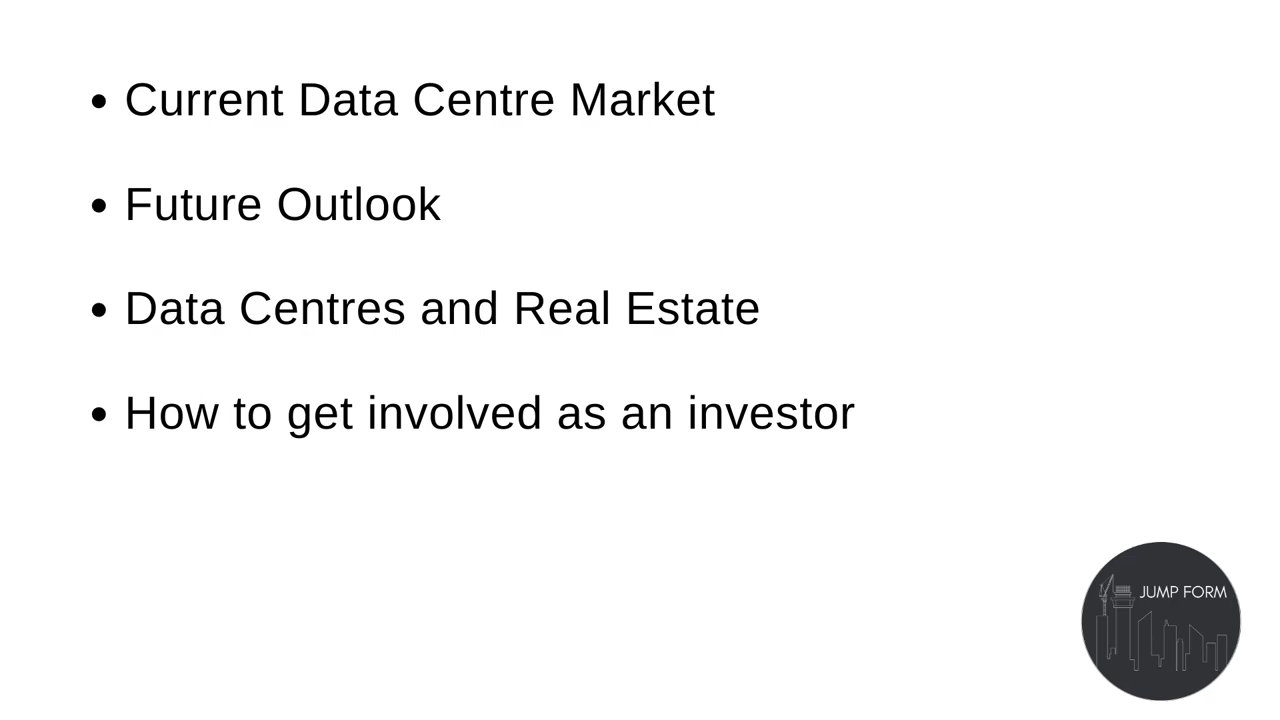 • Current Data Centre Market
• Future Outlook
• Data Centres and Real Estate
• How to get involved as an investor
JUMP FORM